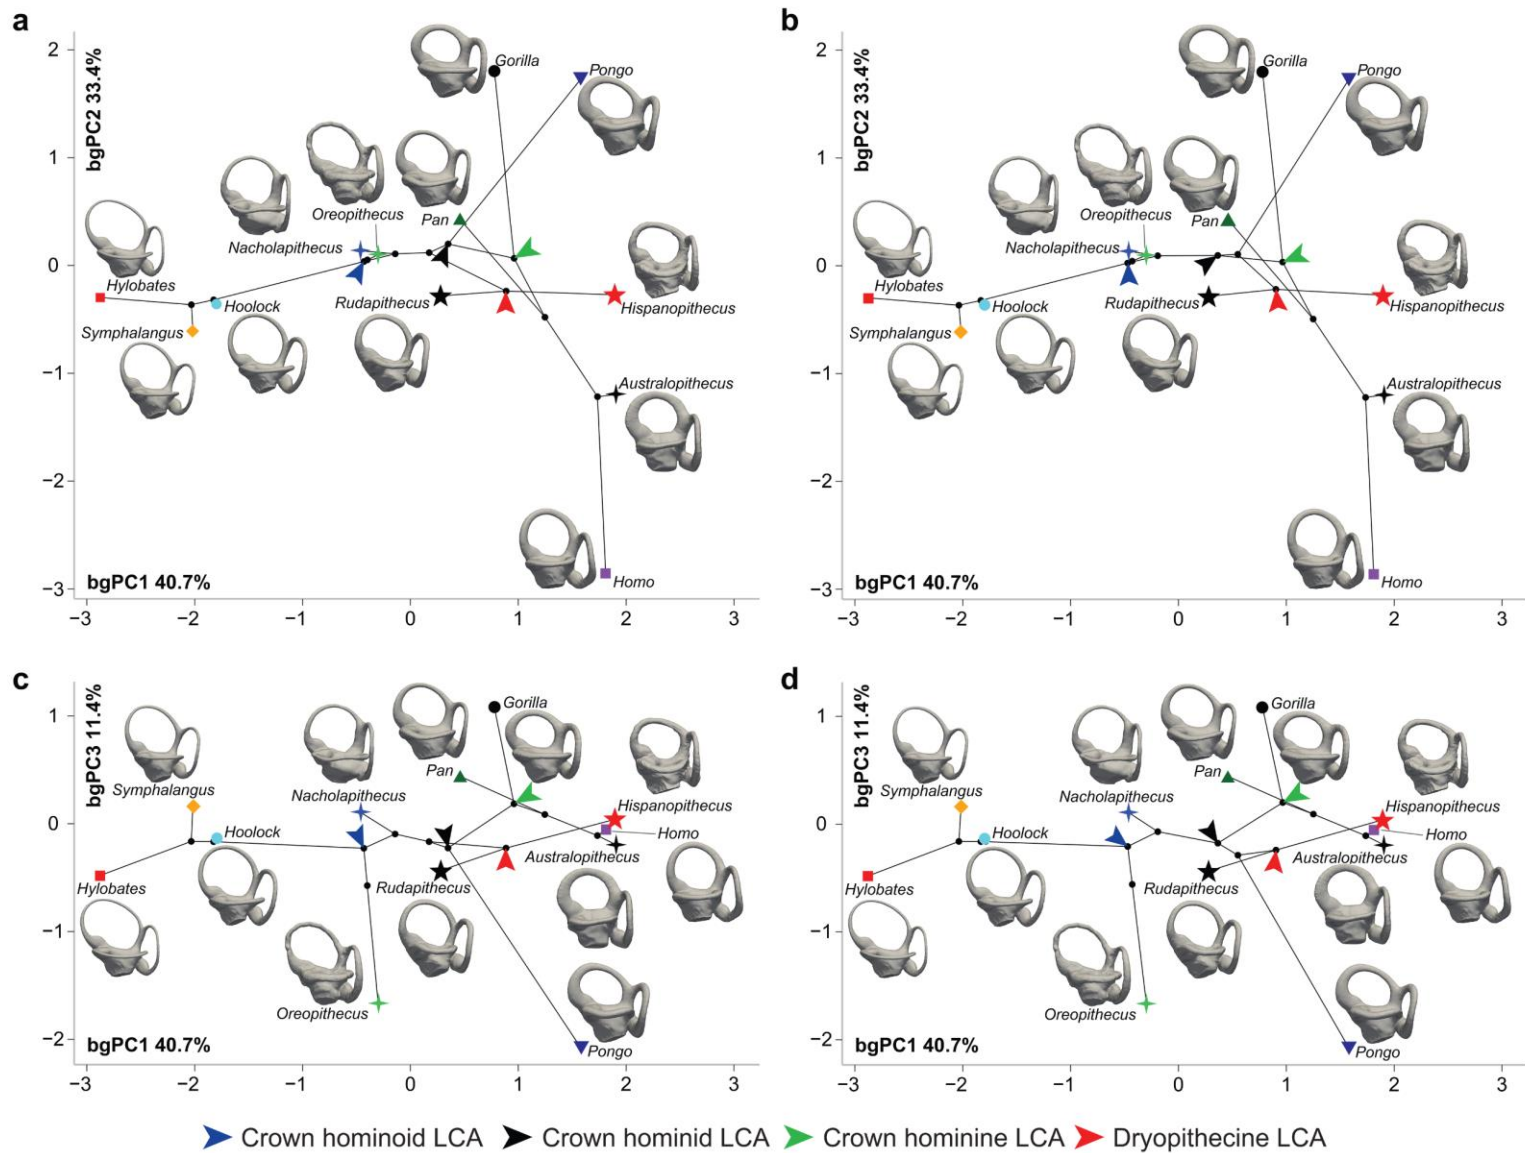 a
bgPC2 33.4%
2
1
0
−1
−2
−3
Gorilla
Pongo
Oreopithecus
Pan
Nacholapithecus
Hylobates
Hoolock
Rudapithecus
Hispanopithecus
Symphalangus
Australopithecus
Homo
bgPC1 40.7%
−3 −2 −1 0 1 2 3
b
bgPC2 33.4%
2
1
0
−1
−2
−3
Gorilla
Pongo
Oreopithecus
Pan
Nacholapithecus
Hylobates
Hoolock
Rudapithecus
Hispanopithecus
Symphalangus
Australopithecus
Homo
bgPC1 40.7%
−3 −2 −1 0 1 2 3
c
bgPC3 11.4%
1
0
−1
−2
Gorilla
Pan
Symphalangus
Nacholapithecus
Hispanopithecus
Hoolock
Homo
Australopithecus
Hylobates
Rudapithecus
Oreopithecus
Pongo
bgPC1 40.7%
−3 −2 −1 0 1 2 3
d
bgPC3 11.4%
1
0
−1
−2
Gorilla
Pan
Symphalangus
Nacholapithecus
Hispanopithecus
Hoolock
Homo
Australopithecus
Hylobates
Rudapithecus
Oreopithecus
Pongo
bgPC1 40.7%
−3 −2 −1 0 1 2 3
Crown hominoid LCA Crown hominid LCA Crown hominine LCA Dryopithecine LCA